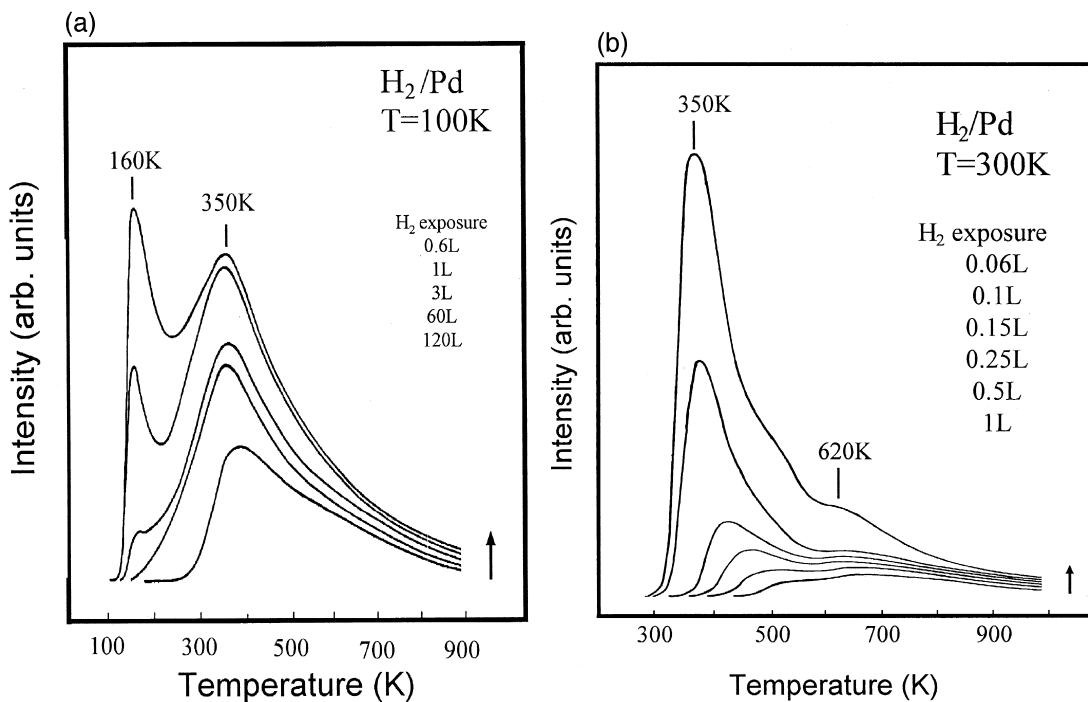 (a)
H₂/Pd
T=100K
160K
350K
H₂ exposure
0.6L
1L
3L
60L
120L
Intensity (arb. units)
100 200 300 500 700 900
Temperature (K)
(b)
350K
H₂/Pd
T=300K
H₂ exposure
0.06L
0.1L
0.15L
0.25L
0.5L
1L
620K
Intensity (arb. units)
300 500 700 900
Temperature (K)